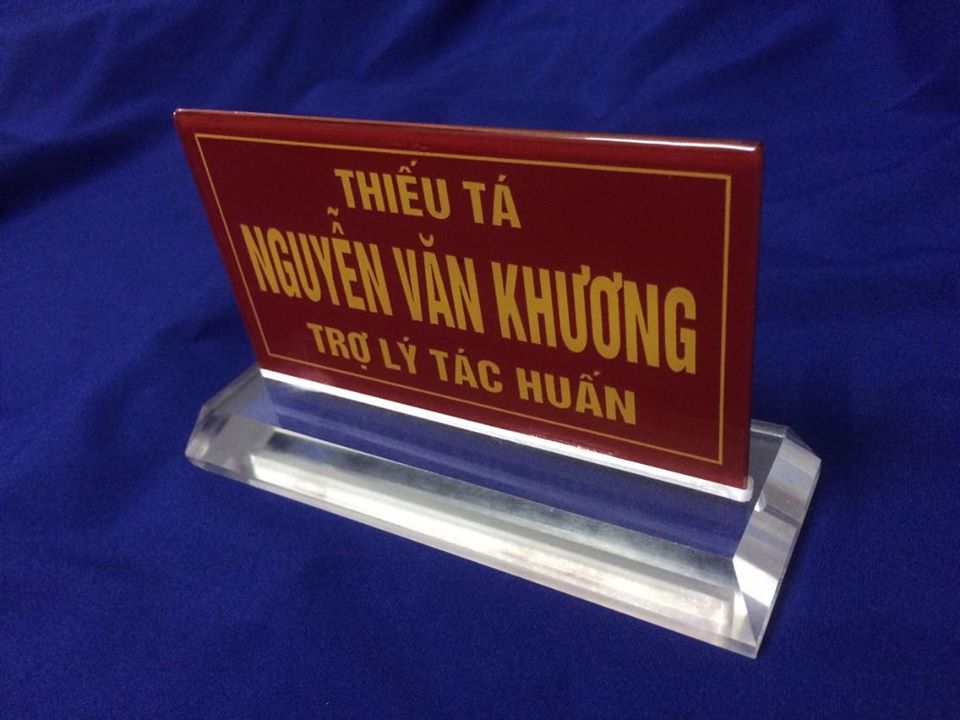 THIẾU TÁ
NGUYỄN VĂN KHƯƠNG
TRỢ LÝ TÁC HUẤN